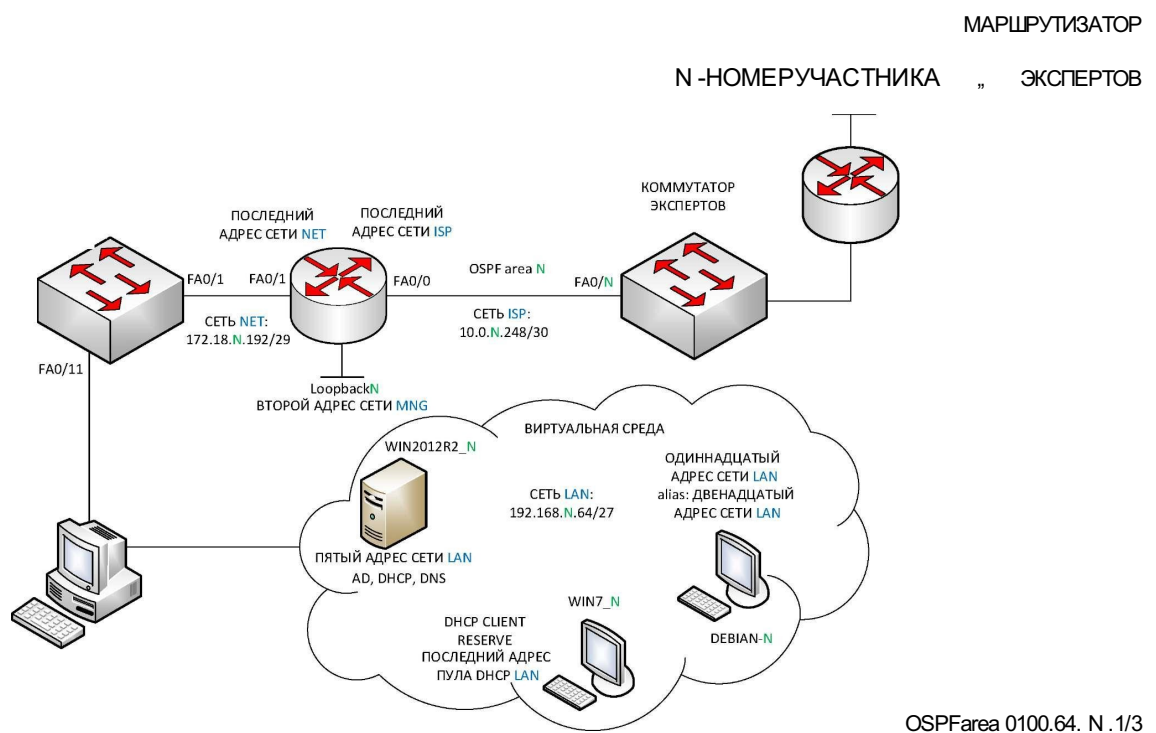 МАРШРУТИЗАТОР
N -НОМЕРУЧАСТНИКА „ ЭКСПЕРТОВ
КОММУТАТОР
ЭКСПЕРТОВ
ПОСЛЕДНИЙ
АДРЕС СЕТИ NET
ПОСЛЕДНИЙ
АДРЕС СЕТИ ISP
FA0/1
FA0/1
FA0/0
OSPF area N
FA0/N
СЕТЬ NET:
172.18.N.192/29
СЕТЬ ISP:
10.0.N.248/30
FA0/11
LoopbackN
ВТОРОЙ АДРЕС СЕТИ MNG
ВИРТУАЛЬНАЯ СРЕДА
WIN2012R2_N
ОДИННАДЦАТЫЙ
АДРЕС СЕТИ LAN
alias: ДВЕНАДЦАТЫЙ
АДРЕС СЕТИ LAN
СЕТЬ LAN:
192.168.N.64/27
ПЯТЫЙ АДРЕС СЕТИ LAN
AD, DHCP, DNS
WIN7_N
DHCP CLIENT
RESERVE
ПОСЛЕДНИЙ АДРЕС
ПУЛА DHCP LAN
DEBIAN-N
OSPFarea 0100.64. N .1/3